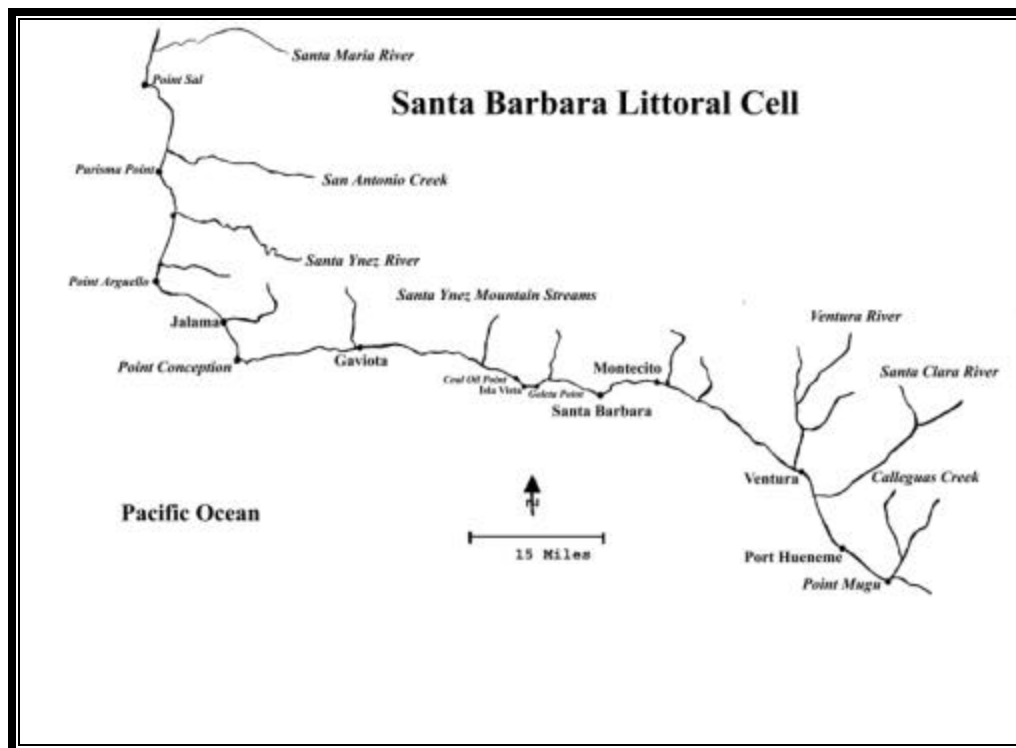 Santa Maria River
Point Sal
Santa Barbara Littoral Cell
Purisma Point
San Antonio Creek
Santa Ynez River
Point Arguello
Santa Ynez Mountain Streams
Jalama
Ventura River
Point Conception
Gaviota
Montecito
Santa Clara River
Coal Oil Point
Isla Vista
Goleta Point
Santa Barbara
Ventura
Calleguas Creek
Pacific Ocean
N
15 Miles
Port Hueneme
Point Mugu